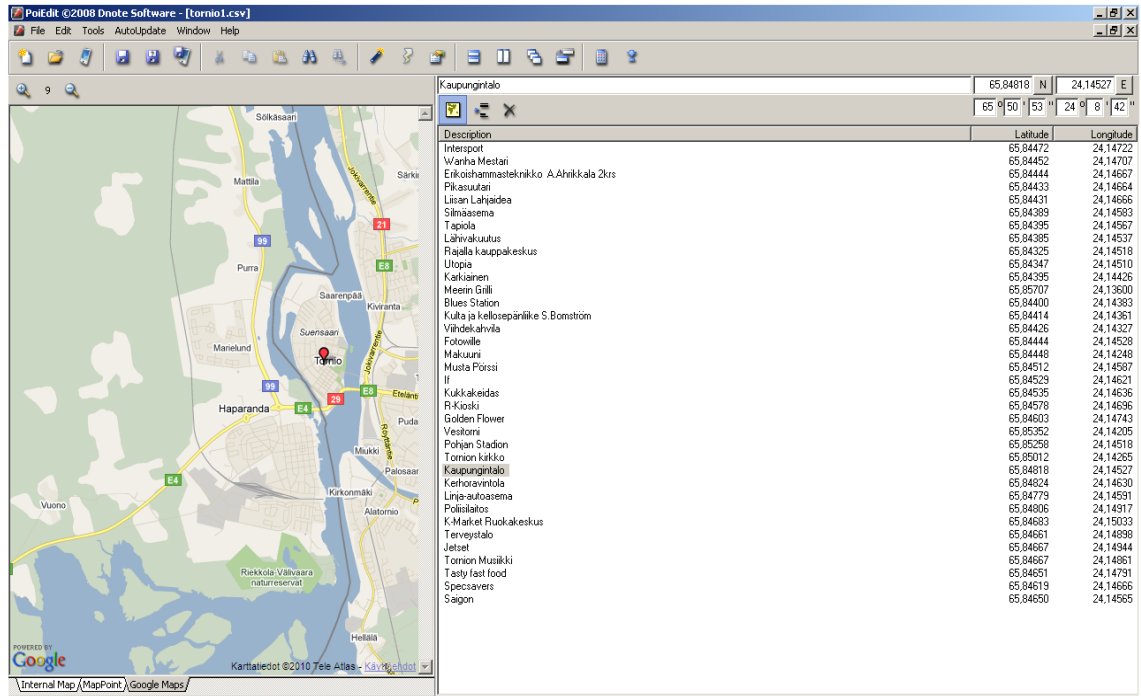 PoiEdit ©2008 Dnote Software - [tornio1.csv]
File Edit Tools AutoUpdate Window Help
9
Kaupungintalo 65,84818 N 24,14527 E
65 º 50 ' 53 " 24 º 8 ' 42 "
Description Latitude Longitude
Intersport 65,84472 24,14722
Wanha Mestari 65,84452 24,14707
Erikoishammasteknikko A.Ahrikkala 2krs 65,84444 24,14667
Pikasuutari 65,84433 24,14664
Liisan Lahjaidea 65,84431 24,14666
Silmäasema 65,84389 24,14583
Tapiola 65,84395 24,14567
Lähivakuutus 65,84385 24,14537
Rajalla kauppakeskus 65,84325 24,14518
Utopia 65,84347 24,14510
Karkiainen 65,84395 24,14426
Meerin Grilli 65,85707 24,13600
Blues Station 65,84400 24,14383
Kulta ja kellosepänliike S.Bomström 65,84414 24,14361
Viihdekahvila 65,84426 24,14327
Fotowille 65,84444 24,14528
Makuuni 65,84448 24,14248
Musta Pörssi 65,84512 24,14587
If 65,84529 24,14621
Kukkakeidas 65,84535 24,14636
R-Kioski 65,84578 24,14696
Golden Flower 65,84603 24,14743
Vesitorni 65,85352 24,14205
Pohjan Stadion 65,85258 24,14518
Tornion kirkko 65,85012 24,14265
Kaupungintalo 65,84818 24,14527
Kerhoravintola 65,84824 24,14630
Linja-autoasema 65,84779 24,14591
Poliisilaitos 65,84806 24,14917
K-Market Ruokakeskus 65,84683 24,15033
Terveystalo 65,84661 24,14898
Jetset 65,84667 24,14944
Tornion Musiikki 65,84667 24,14861
Tasty fast food 65,84651 24,14791
Specsavers 65,84619 24,14666
Saigon 65,84650 24,14565
Sölkäsaari
Jokivarrentie
Särki
Mattila
21
99
Purra
E8
Saarenpää
Kiviranta
Suensaari
Jokivarrentie
Marielund
Tornio
99
E8
Eteläint
29
Haparanda
E4
Puda
Röyttäntie
Miukki
Palosaar
E4
Kirkonmäki
P
Vuono
Alatornio
Riekkola-Välivaara
naturreservat
Hellälä
POWERED BY
Google
Karttatiedot ©2010 Tele Atlas - Käyttöehdot
Internal Map MapPoint Google Maps